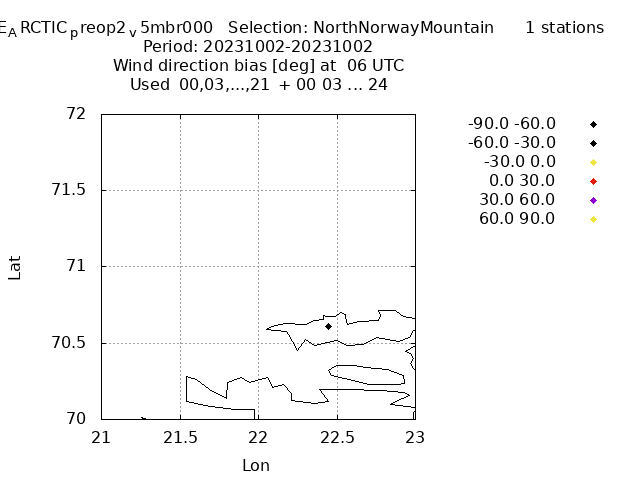 E_A RCTIC_p reop2_v 5mbr000 Selection: NorthNorwayMountain 1 stations
Period: 20231002-20231002
Wind direction bias [deg] at 06 UTC
Used 00,03,...,21 + 00 03 ... 24
72
71.5
71
70.5
70
21 21.5 22 22.5 23
Lat
Lon
-90.0 -60.0
-60.0 -30.0
-30.0 0.0
0.0 30.0
30.0 60.0
60.0 90.0